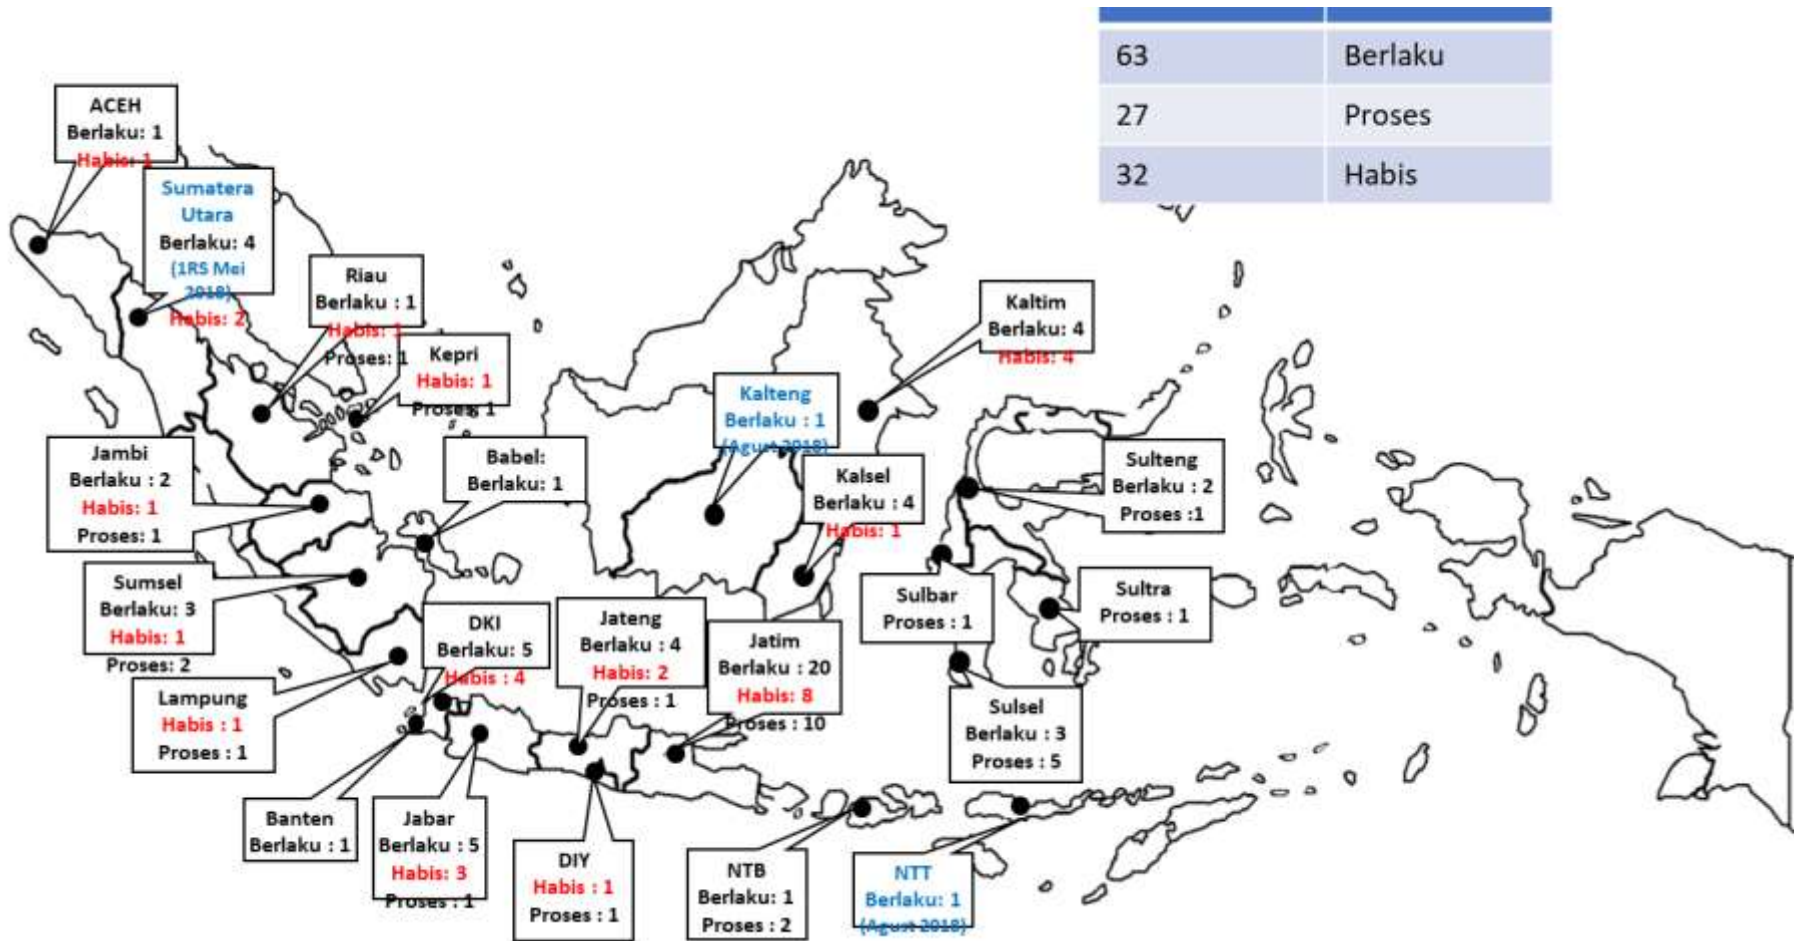 63 Berlaku
27 Proses
32 Habis
ACEH
Berlaku: 1
Habis: 1
Sumatera
Utara
Berlaku: 4
(1RS Mei
2018)
Habis: 2
Riau
Berlaku : 1
Habis: 1
Proses: 1
Kepri
Habis: 1
Proses 1
Kaltim
Berlaku: 4
Habis: 4
Kalteng
Berlaku : 1
(Agust 2018)
Jambi
Berlaku : 2
Habis: 1
Proses: 1
Babel:
Berlaku: 1
Kalsel
Berlaku : 4
Habis: 1
Sulteng
Berlaku : 2
Proses :1
Sumsel
Berlaku: 3
Habis: 1
Proses: 2
Sulbar
Proses : 1
Sultra
Proses : 1
DKI
Berlaku: 5
Habis : 4
Jateng
Berlaku : 4
Habis: 2
Proses : 1
Jatim
Berlaku : 20
Habis: 8
Proses : 10
Lampung
Habis : 1
Proses : 1
Sulsel
Berlaku : 3
Proses : 5
Banten
Berlaku : 1
Jabar
Berlaku : 5
Habis: 3
Proses : 1
DIY
Habis : 1
Proses : 1
NTB
Berlaku: 1
Proses : 2
NTT
Berlaku: 1
(Agust 2018)